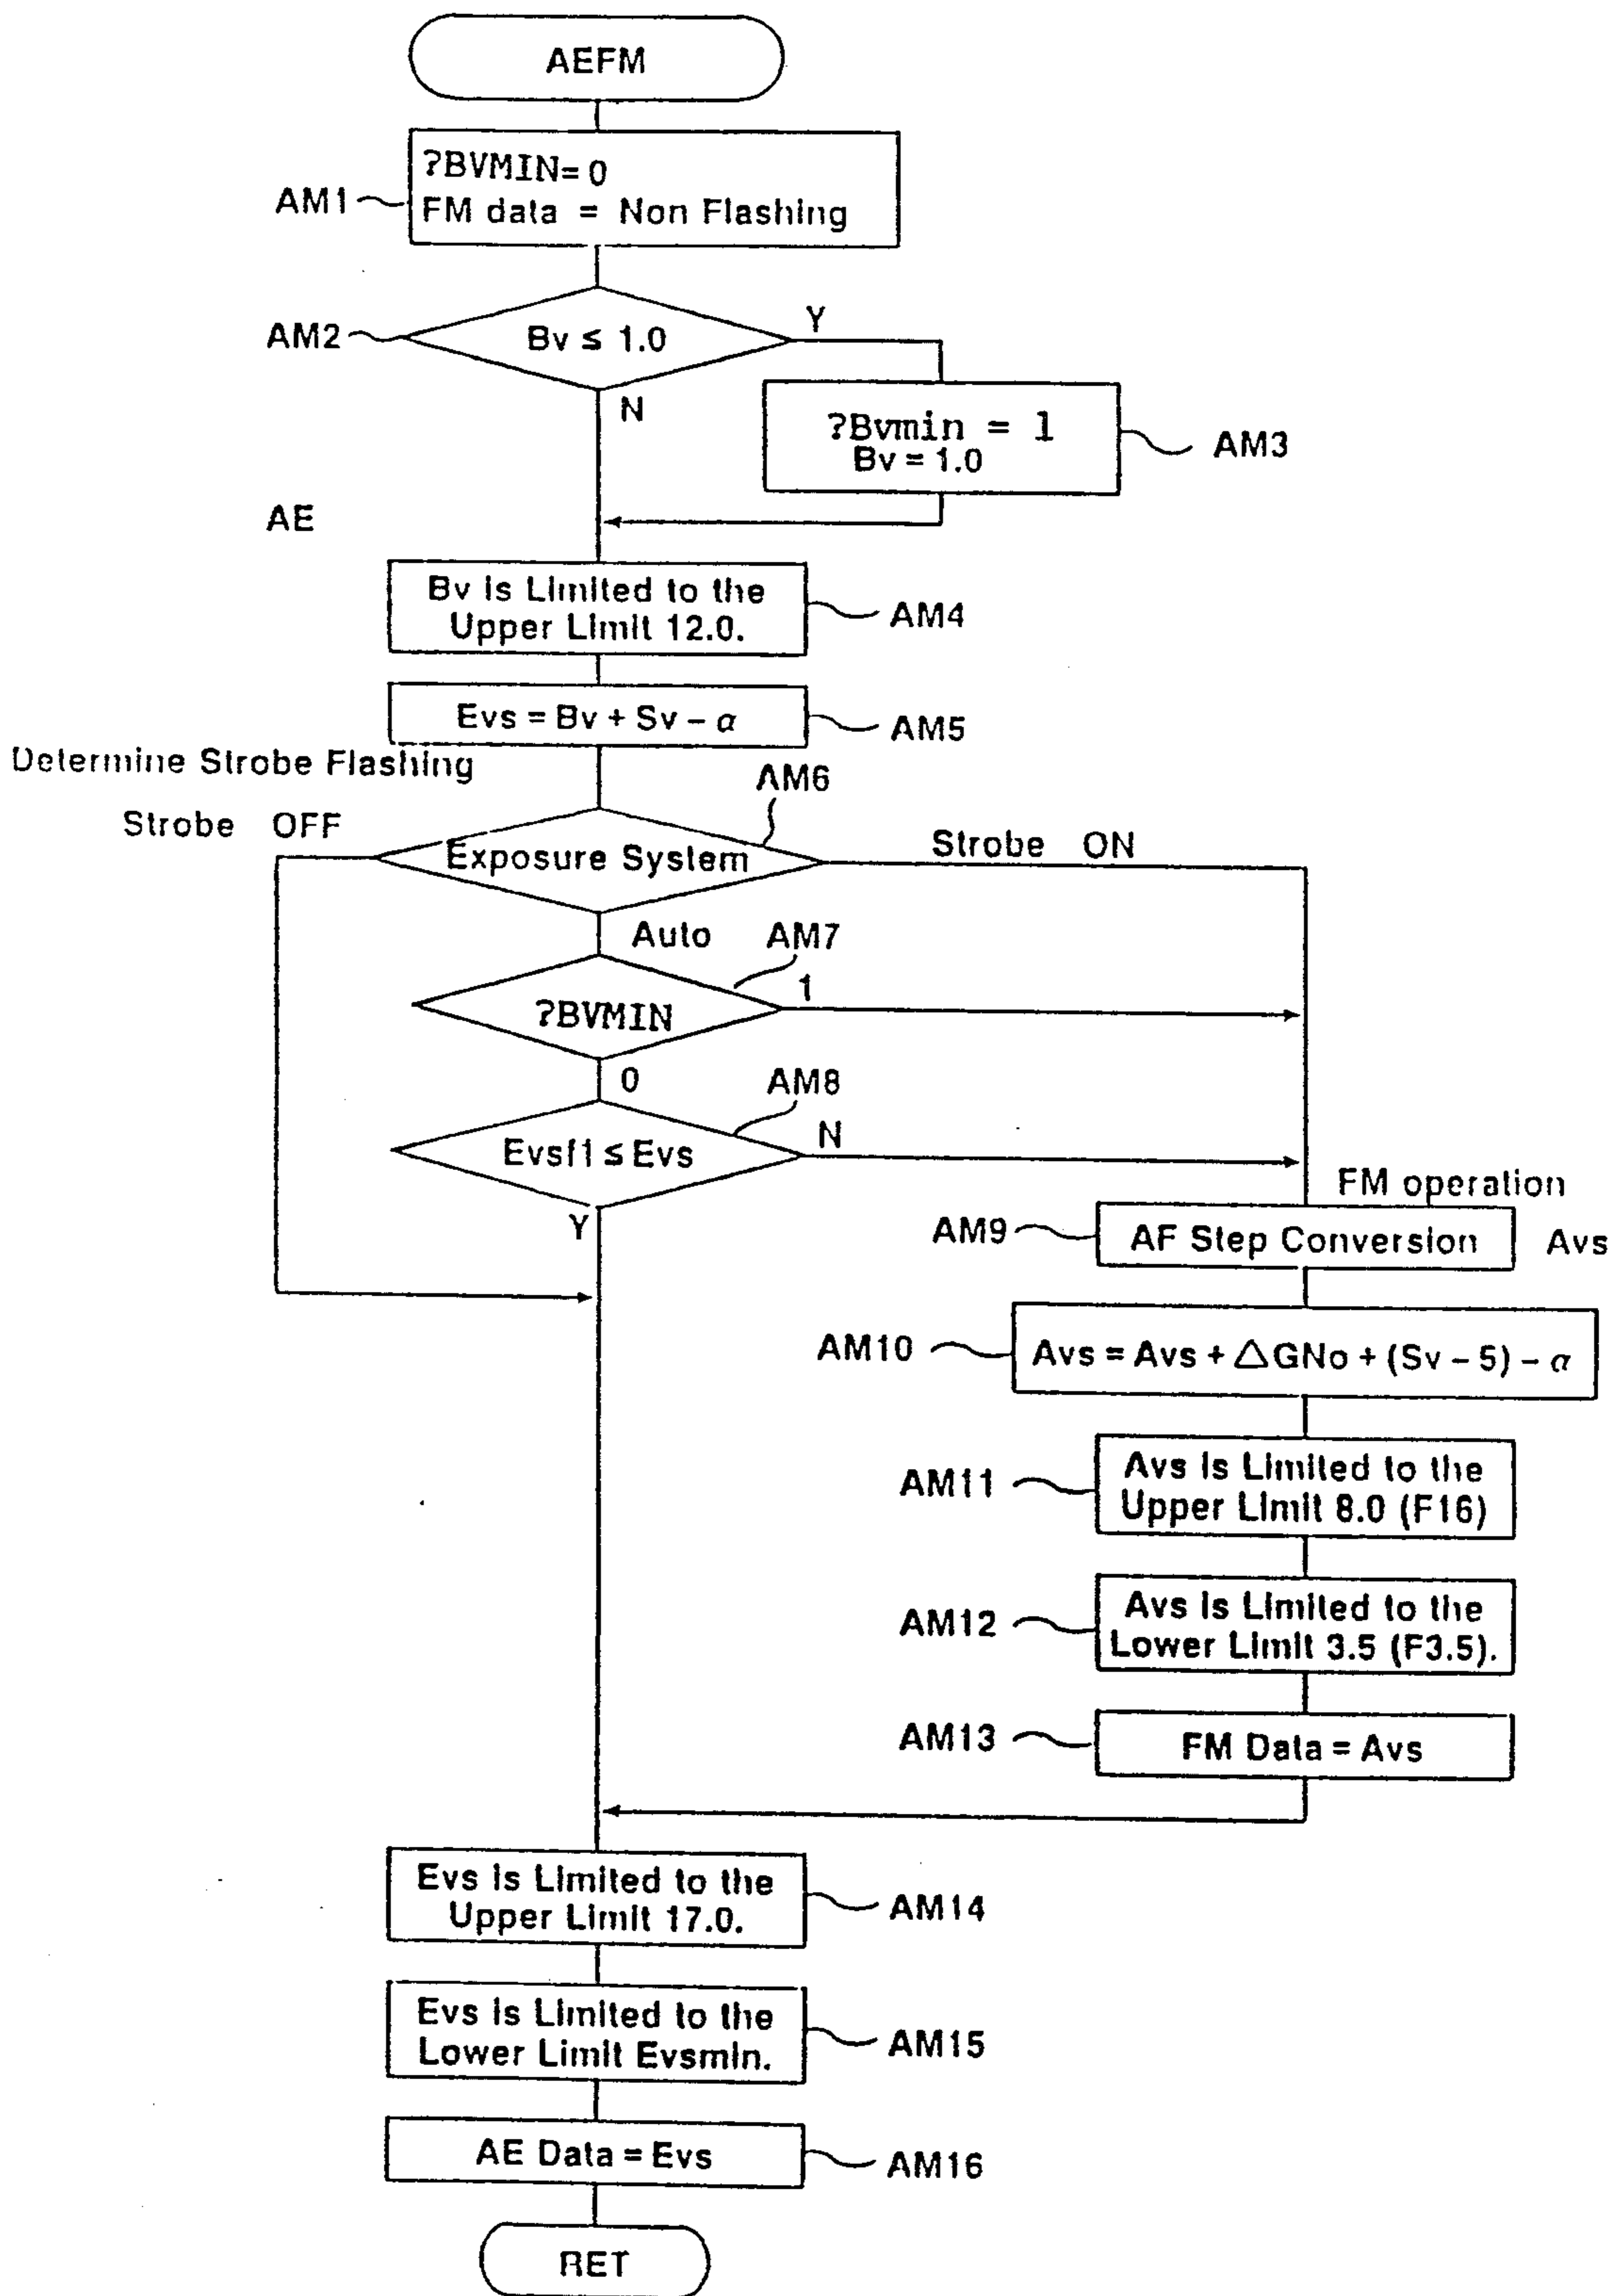 AEFM
?BVMIN= 0
FM data = Non Flashing
AM1
AM2
Bv ≤ 1.0
Y
N
?Bvmin = 1
Bv = 1.0
AM3
AE
Bv is Limited to the
Upper Limit 12.0.
AM4
Evs = Bv + Sv – α
AM5
Determine Strobe Flashing
AM6
Strobe OFF
Exposure System
Strobe ON
Auto
AM7
?BVMIN
1
0
AM8
Evsf1 ≤ Evs
N
Y
FM operation
AM9
AF Step Conversion
Avs
AM10
Avs = Avs + △GNo + (Sv – 5) – α
AM11
Avs is Limited to the
Upper Limit 8.0 (F16)
AM12
Avs is Limited to the
Lower Limit 3.5 (F3.5).
AM13
FM Data = Avs
Evs is Limited to the
Upper Limit 17.0.
AM14
Evs is Limited to the
Lower Limit Evsmin.
AM15
AE Data = Evs
AM16
RET